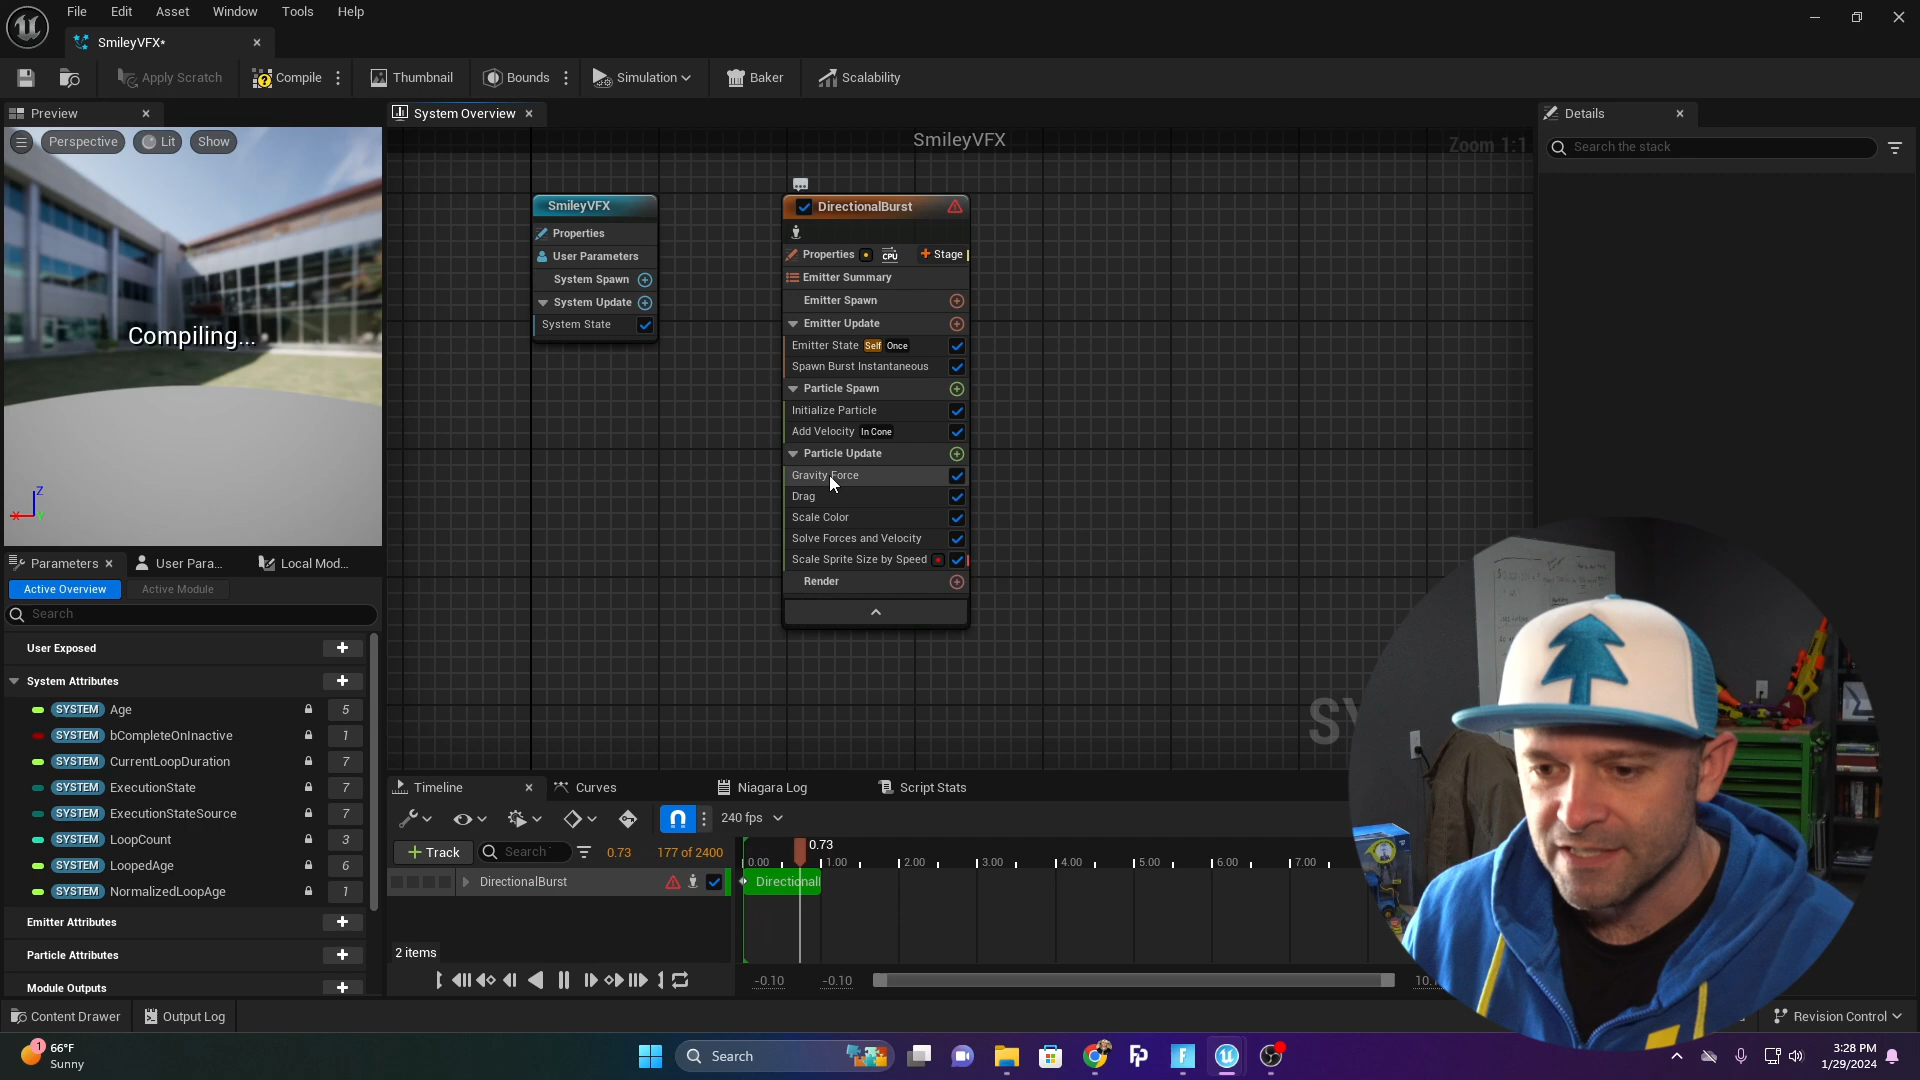 File Edit Asset Window Tools Help
SmileyVFX*
Apply Scratch Compile Thumbnail Bounds Simulation Baker Scalability
Preview System Overview Details
Perspective Lit Show
SmileyVFX
Zoom 1:1
Search the stack
Compiling...
Z
X
Y
SmileyVFX
Properties
User Parameters
System Spawn
System Update
System State
DirectionalBurst
Properties CPU + Stage
Emitter Summary
Emitter Spawn
Emitter Update
Emitter State Self Once
Spawn Burst Instantaneous
Particle Spawn
Initialize Particle
Add Velocity In Cone
Particle Update
Gravity Force
Drag
Scale Color
Solve Forces and Velocity
Scale Sprite Size by Speed
Render
Parameters User Para... Local Mod...
Active Overview Active Module
Search
User Exposed
System Attributes
SYSTEM Age 5
SYSTEM bCompleteOnInactive 1
SYSTEM CurrentLoopDuration 7
SYSTEM ExecutionState 7
SYSTEM ExecutionStateSource 7
SYSTEM LoopCount 3
SYSTEM LoopedAge 6
SYSTEM NormalizedLoopAge 1
Emitter Attributes
Particle Attributes
Module Outputs
Timeline Curves Niagara Log Script Stats
240 fps
+ Track Search 0.73 177 of 2400
0.73
0.00 1.00 2.00 3.00 4.00 5.00 6.00 7.00
DirectionalBurst
Directional
2 items
-0.10 -0.10
Content Drawer Output Log Revision Control
1
66°F
Sunny
Search
3:28 PM
1/29/2024